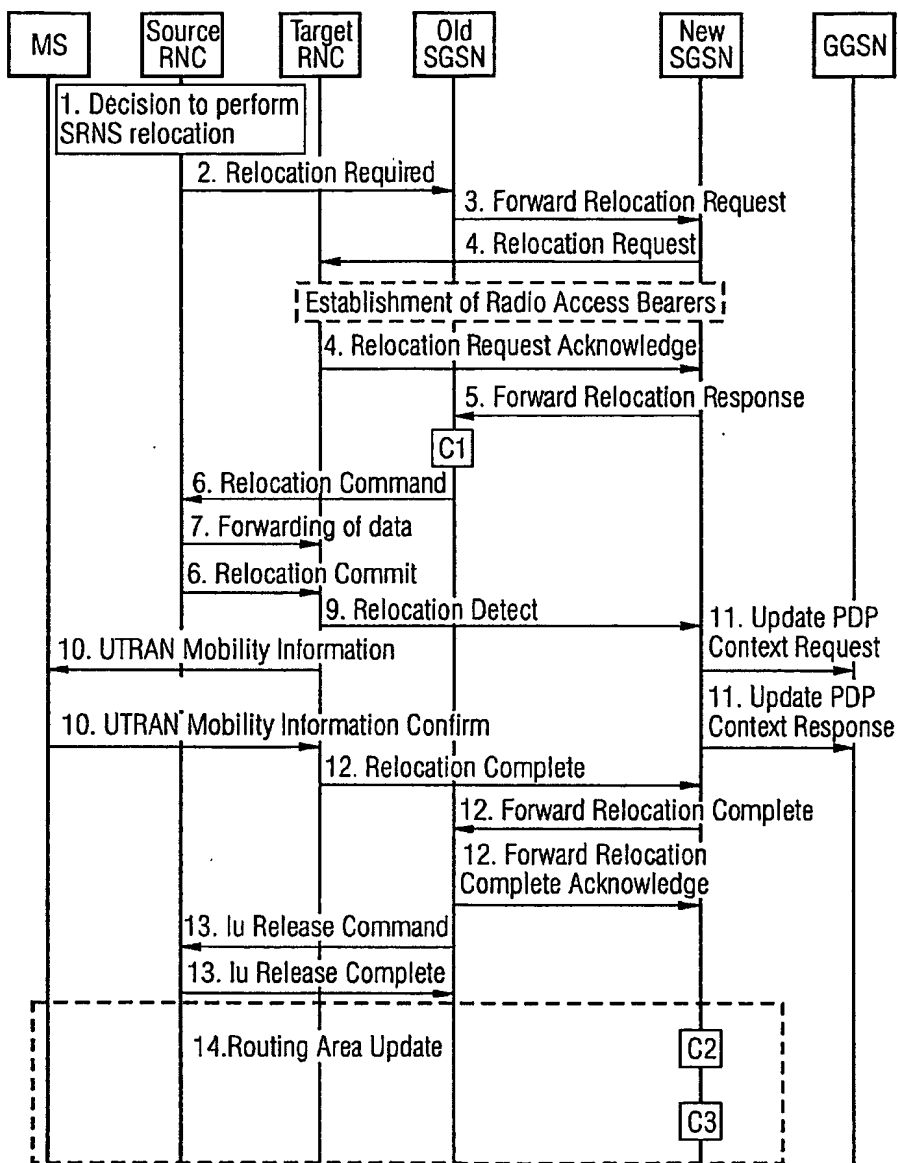 MS
Source
RNC
Target
RNC
Old
SGSN
New
SGSN
GGSN
1. Decision to perform
SRNS relocation
2. Relocation Required
3. Forward Relocation Request
4. Relocation Request
Establishment of Radio Access Bearers
4. Relocation Request Acknowledge
5. Forward Relocation Response
C1
6. Relocation Command
7. Forwarding of data
6. Relocation Commit
9. Relocation Detect
11. Update PDP
Context Request
10. UTRAN Mobility Information
11. Update PDP
Context Response
10. UTRAN Mobility Information Confirm
12. Relocation Complete
12. Forward Relocation Complete
12. Forward Relocation
Complete Acknowledge
13. Iu Release Command
13. Iu Release Complete
14.Routing Area Update
C2
C3